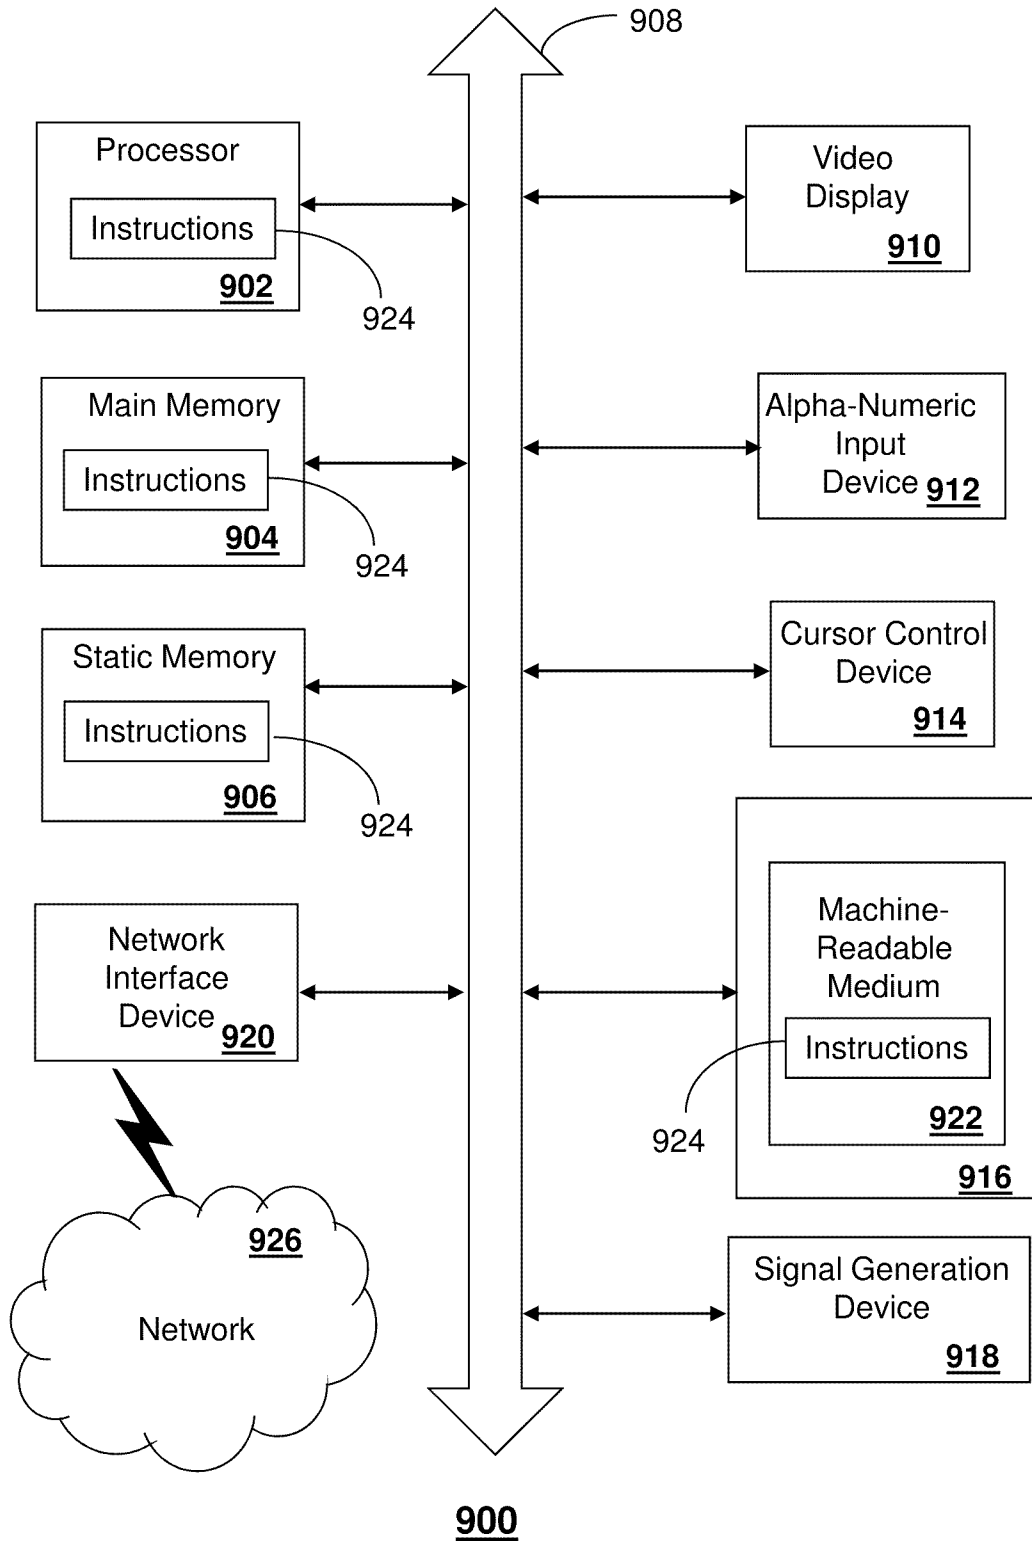 908
Processor
Instructions
902
924
Main Memory
Instructions
904
924
Static Memory
Instructions
906
924
Network
Interface
Device
920
926
Network
Video
Display
910
Alpha-Numeric
Input
Device
912
Cursor Control
Device
914
Machine-
Readable
Medium
Instructions
922
924
916
Signal Generation
Device
918
900